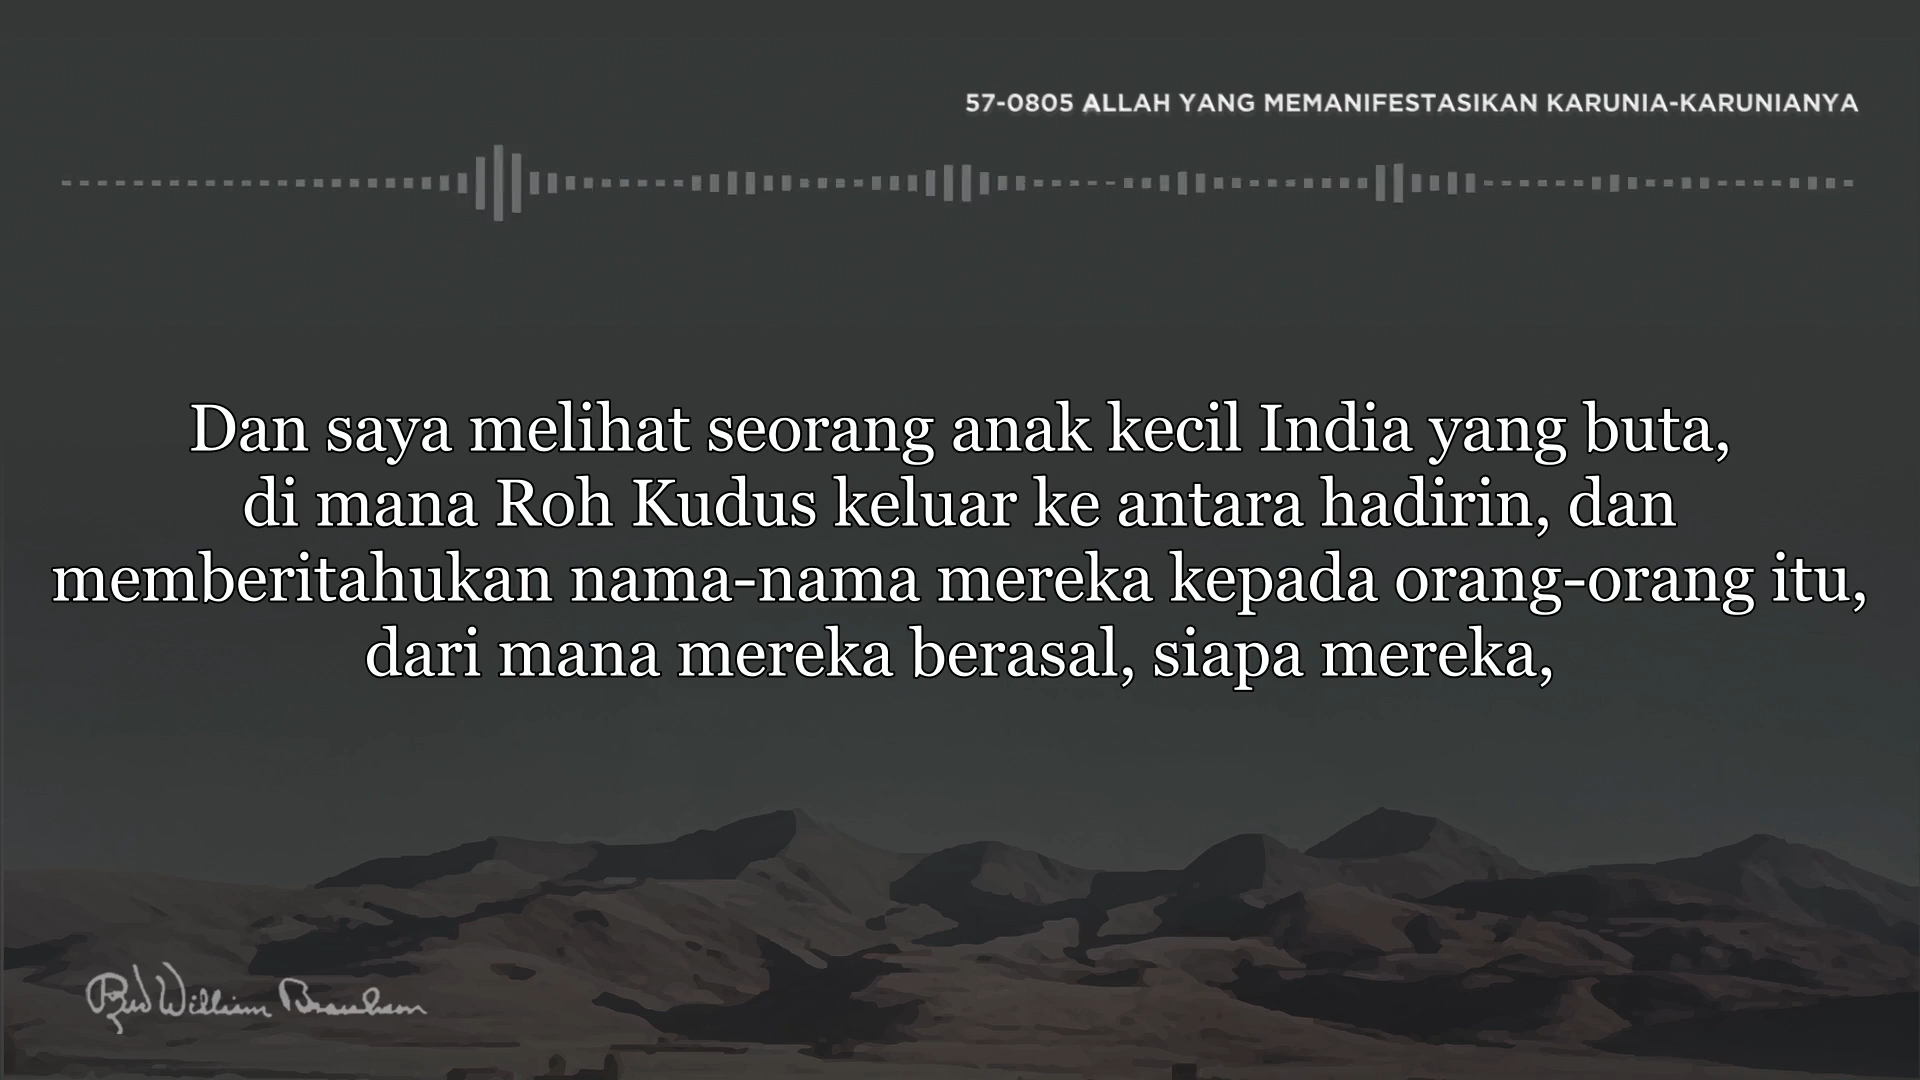 57-0805 ALLAH YANG MEMANIFESTASIKAN KARUNIA-KARUNIANYA
Dan saya melihat seorang anak kecil India yang buta,
di mana Roh Kudus keluar ke antara hadirin, dan
memberitahukan nama-nama mereka kepada orang-orang itu,
dari mana mereka berasal, siapa mereka,
Rev William Branham